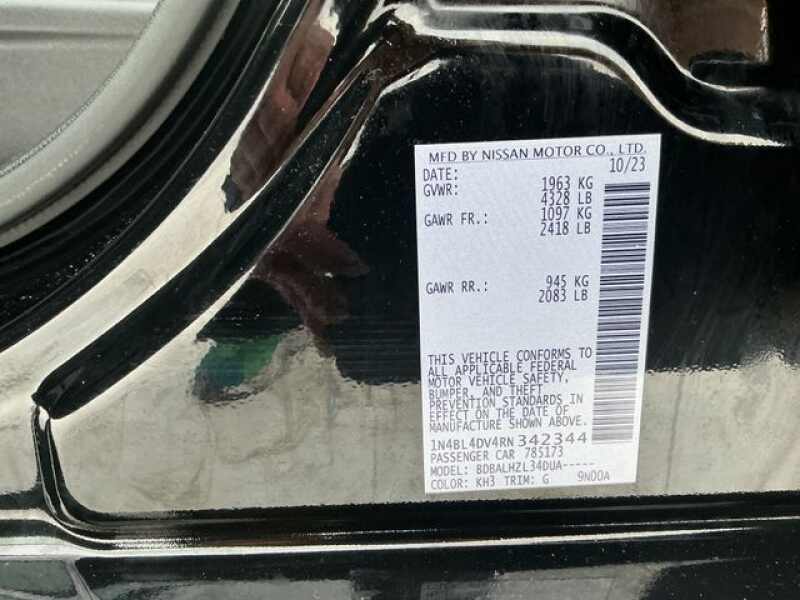 MFD BY NISSAN MOTOR CO., LTD.
DATE: 10/23
GVWR: 1963 KG
4328 LB
GAWR FR.: 1097 KG
2418 LB
GAWR RR.: 945 KG
2083 LB
THIS VEHICLE CONFORMS TO
ALL APPLICABLE FEDERAL
MOTOR VEHICLE SAFETY,
BUMPER, AND THEFT
PREVENTION STANDARDS IN
EFFECT ON THE DATE OF
MANUFACTURE SHOWN ABOVE.
1N4BL4DV4RN342344
PASSENGER CAR 785173
MODEL: BDBALHZL34DUA-----
COLOR: KH3 TRIM: G 9N00A